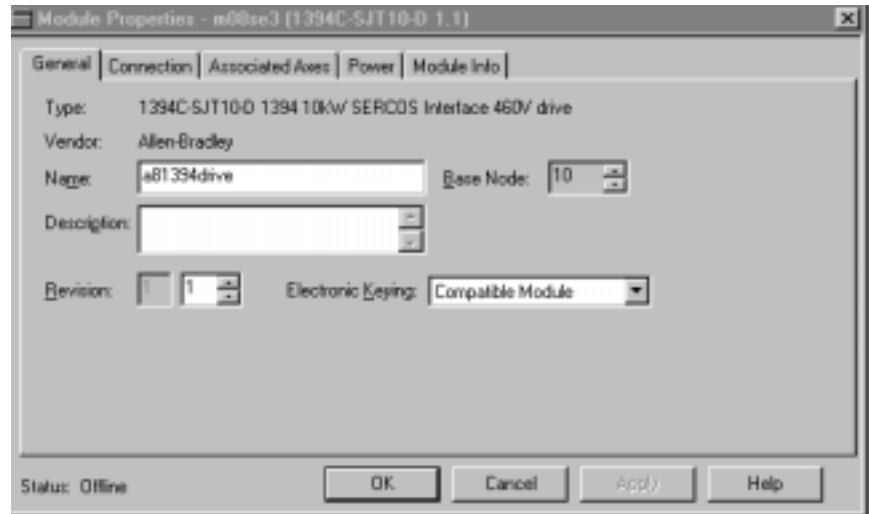 Module Properties - m08se3 (1394C-SJT10-D 1.1)
General Connection Associated Axes Power Module Info
Type: 1394C-SJT10-D 1394 10kW SERCOS Interface 460V drive
Vendor: Allen-Bradley
Name: a81394drive Base Node: 10
Description:
Revision: 1 1 Electronic Keying: Compatible Module
Status: Offline OK Cancel Apply Help